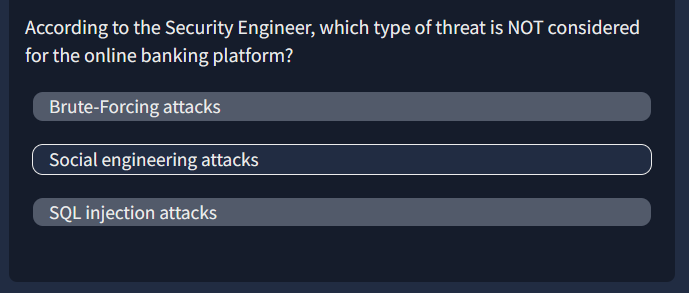 According to the Security Engineer, which type of threat is NOT considered
for the online banking platform?
Brute-Forcing attacks
Social engineering attacks
SQL injection attacks